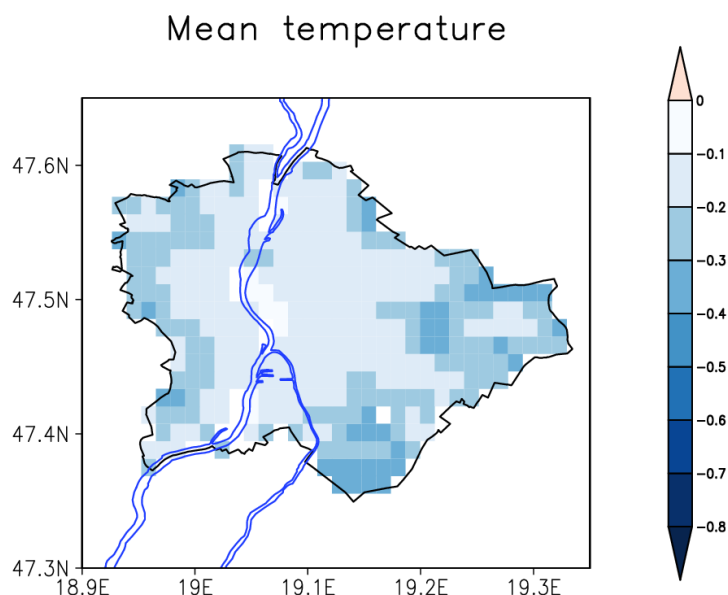 Mean temperature
47.6N
47.5N
47.4N
47.3N
18.9E
19E
19.1E
19.2E
19.3E
0
-0.1
-0.2
-0.3
-0.4
-0.5
-0.6
-0.7
-0.8